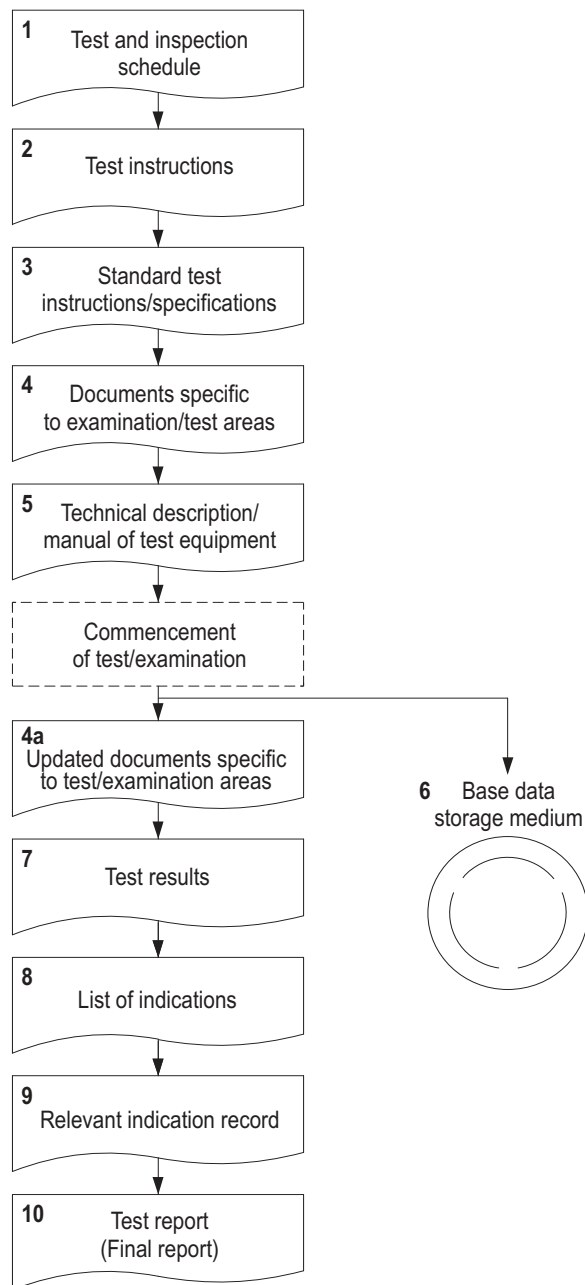 1
Test and inspection
schedule
2
Test instructions
3
Standard test
instructions/specifications
4
Documents specific
to examination/test areas
5
Technical description/
manual of test equipment
Commencement
of test/examination
4a
Updated documents specific
to test/examination areas
6 Base data
storage medium
7
Test results
8
List of indications
9
Relevant indication record
10
Test report
(Final report)